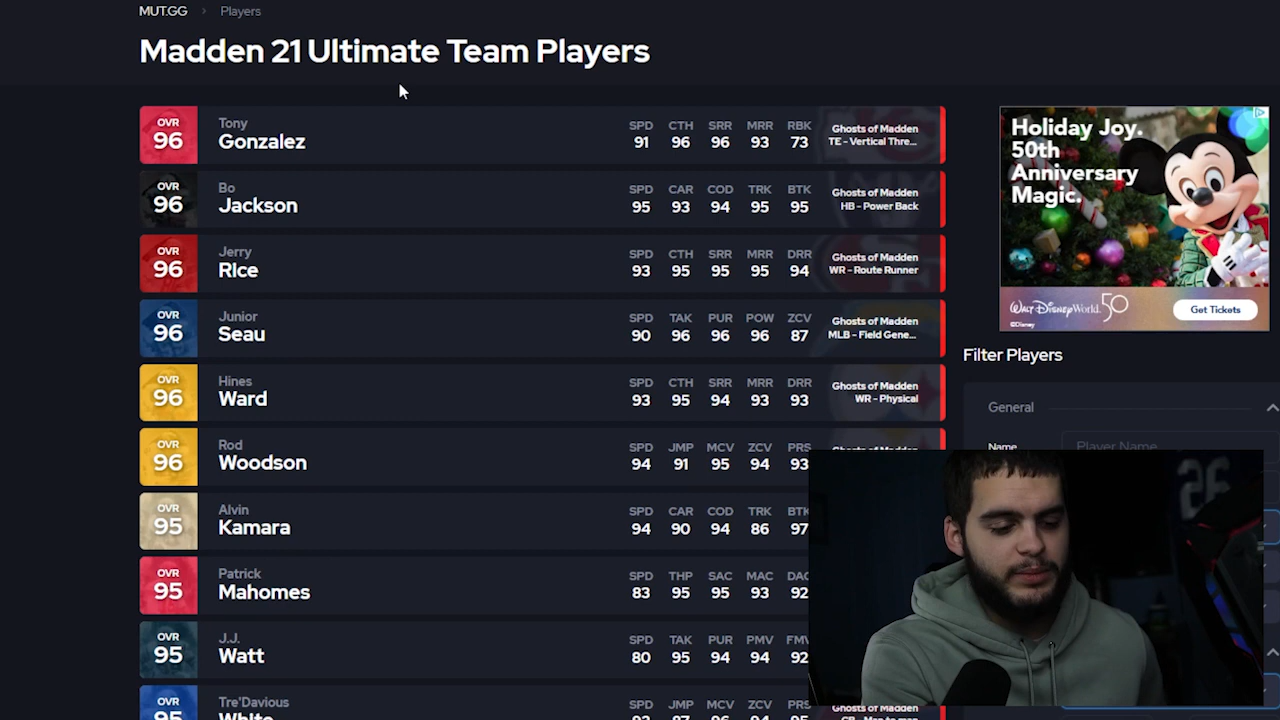 MUT.GG > Players
Madden 21 Ultimate Team Players
OVR 96 Tony Gonzalez SPD 91 CTH 96 SRR 96 MRR 93 RBK 73 Ghosts of Madden TE - Vertical Thre...
OVR 96 Bo Jackson SPD 95 CAR 93 COD 94 TRK 95 BTK 95 Ghosts of Madden HB - Power Back
OVR 96 Jerry RIce SPD 93 CTH 95 SRR 95 MRR 95 DRR 94 Ghosts of Madden WR - Route Runner
OVR 96 Junior Seau SPD 90 TAK 96 PUR 96 POW 96 ZCV 87 Ghosts of Madden MLB - Field Gene...
OVR 96 Hines Ward SPD 93 CTH 95 SRR 94 MRR 93 DRR 93 Ghosts of Madden WR - Physical
OVR 96 Rod Woodson SPD 94 JMP 91 MCV 95 ZCV 94 PRS 93
OVR 95 Alvin Kamara SPD 94 CAR 90 COD 94 TRK 86 BTK 97
OVR 95 Patrick Mahomes SPD 83 THP 95 SAC 95 MAC 93 DAC 92
OVR 95 J.J. Watt SPD 80 TAK 95 PUR 94 PMV 94 FMV 92
OVR 95 Tre'Davious White SPD JMP MCV ZCV PRS Ghosts of Madden
Holiday Joy.
50th
Anniversary
Magic.
Walt Disney World. 50
©Disney
Get Tickets
Filter Players
General
Name Player Name
26